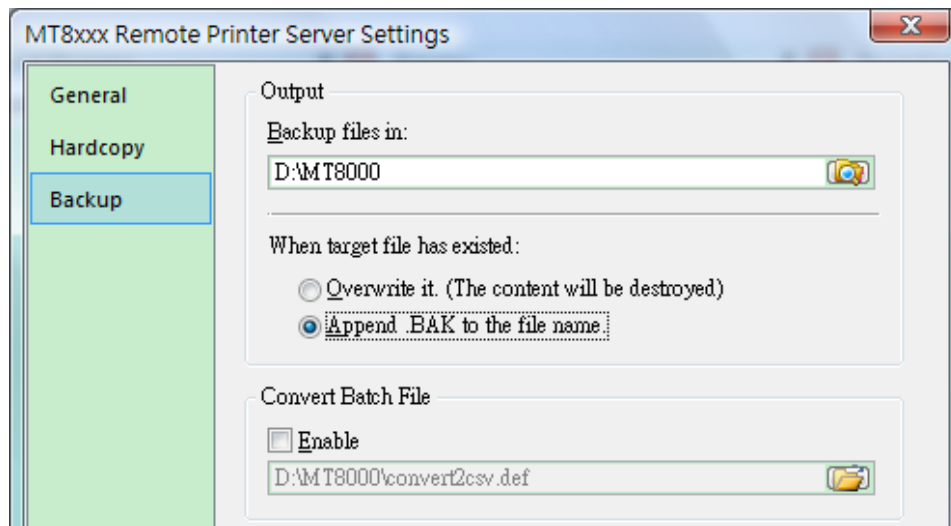 MT8xxx Remote Printer Server Settings
General
Hardcopy
Backup
Output
Backup files in:
D:\MT8000
When target file has existed:
Overwrite it. (The content will be destroyed)
Append .BAK to the file name.
Convert Batch File
Enable
D:\MT8000\convert2csv.def